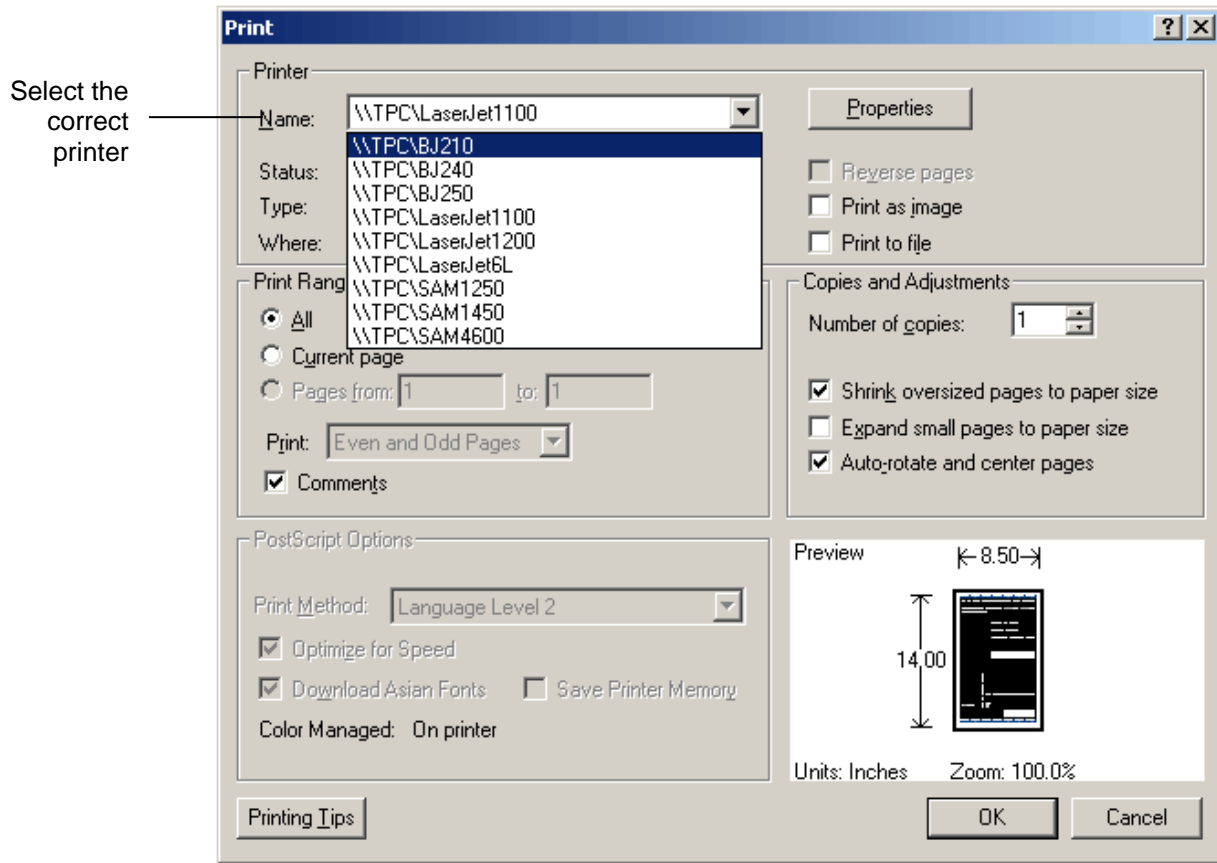 Print
Select the
correct
printer
Printer
Name:
\\TPC\LaserJet1100
Properties
\\TPC\BJ210
\\TPC\BJ240
\\TPC\BJ250
\\TPC\LaserJet1100
\\TPC\LaserJet1200
\\TPC\LaserJet6L
\\TPC\SAM1250
\\TPC\SAM1450
\\TPC\SAM4600
Status:
Type:
Where:
Reverse pages
Print as image
Print to file
Print Rang
All
Current page
Pages from: 1 to: 1
Print: Even and Odd Pages
Comments
Copies and Adjustments
Number of copies: 1
Shrink oversized pages to paper size
Expand small pages to paper size
Auto-rotate and center pages
PostScript Options
Print Method: Language Level 2
Optimize for Speed
Download Asian Fonts Save Printer Memory
Color Managed: On printer
Preview
8.50
14.00
Units: Inches Zoom: 100.0%
Printing Tips
OK
Cancel